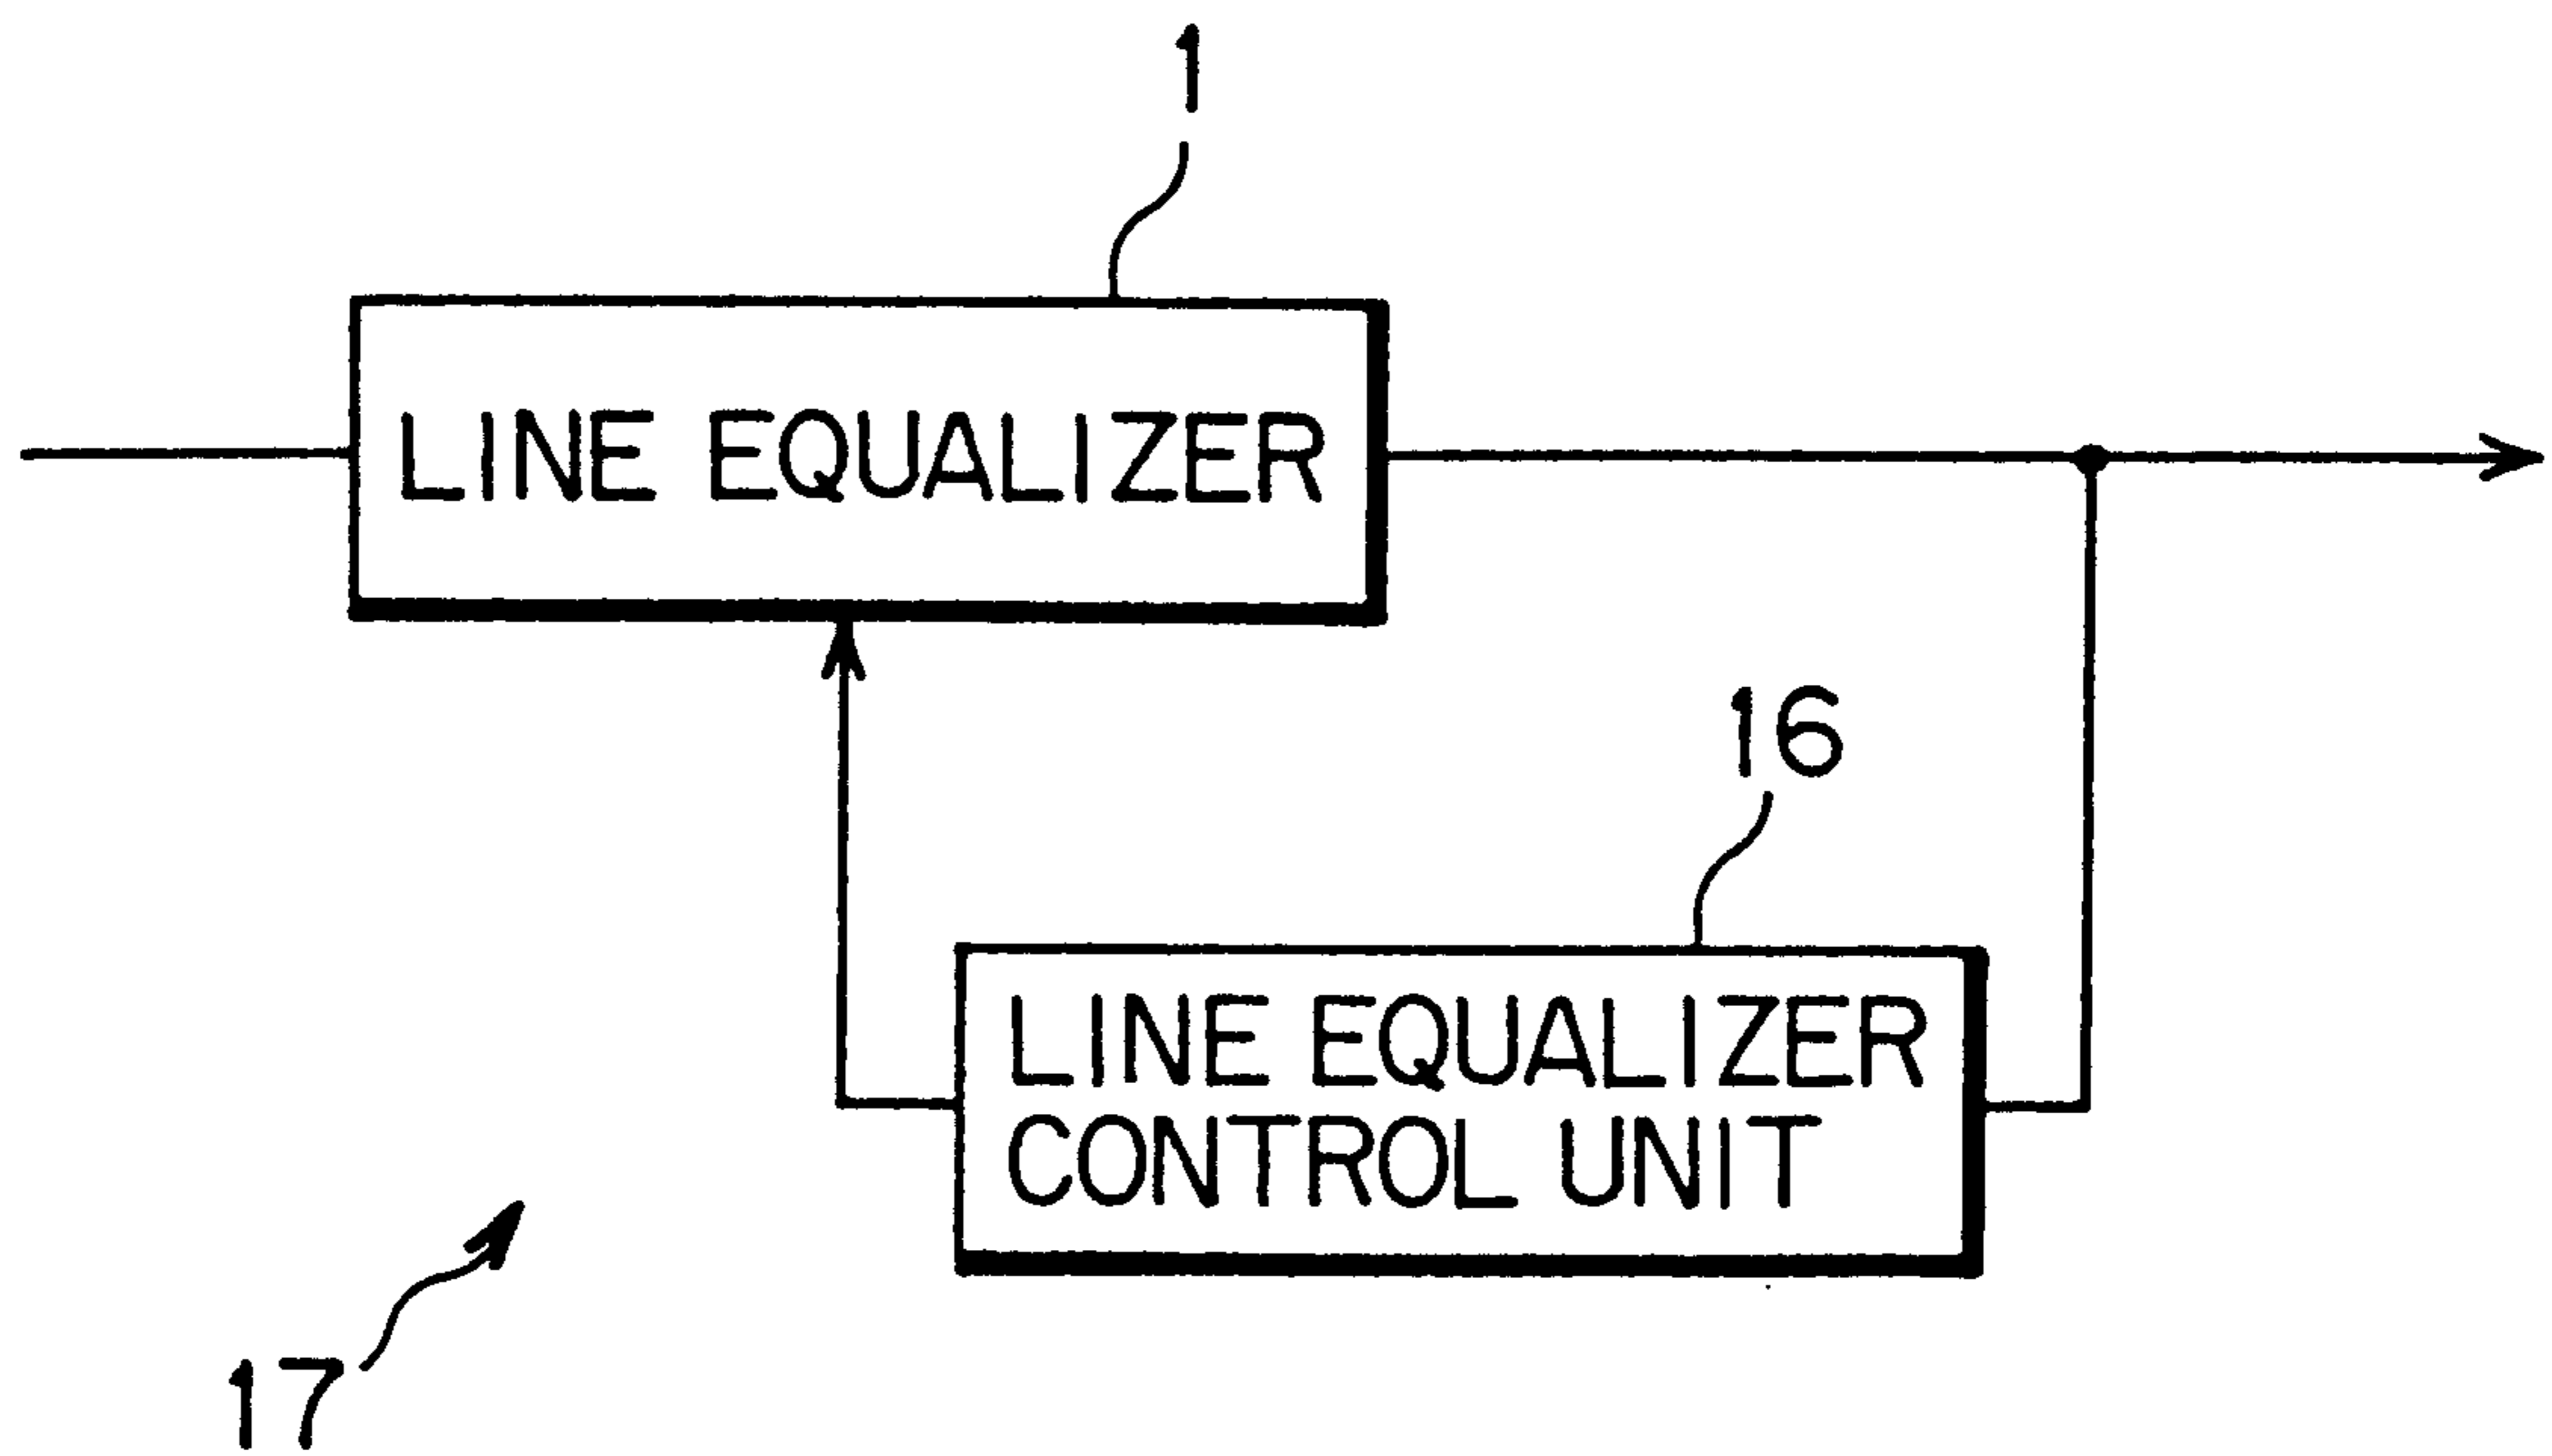 1
LINE EQUALIZER
16
LINE EQUALIZER
CONTROL UNIT
17